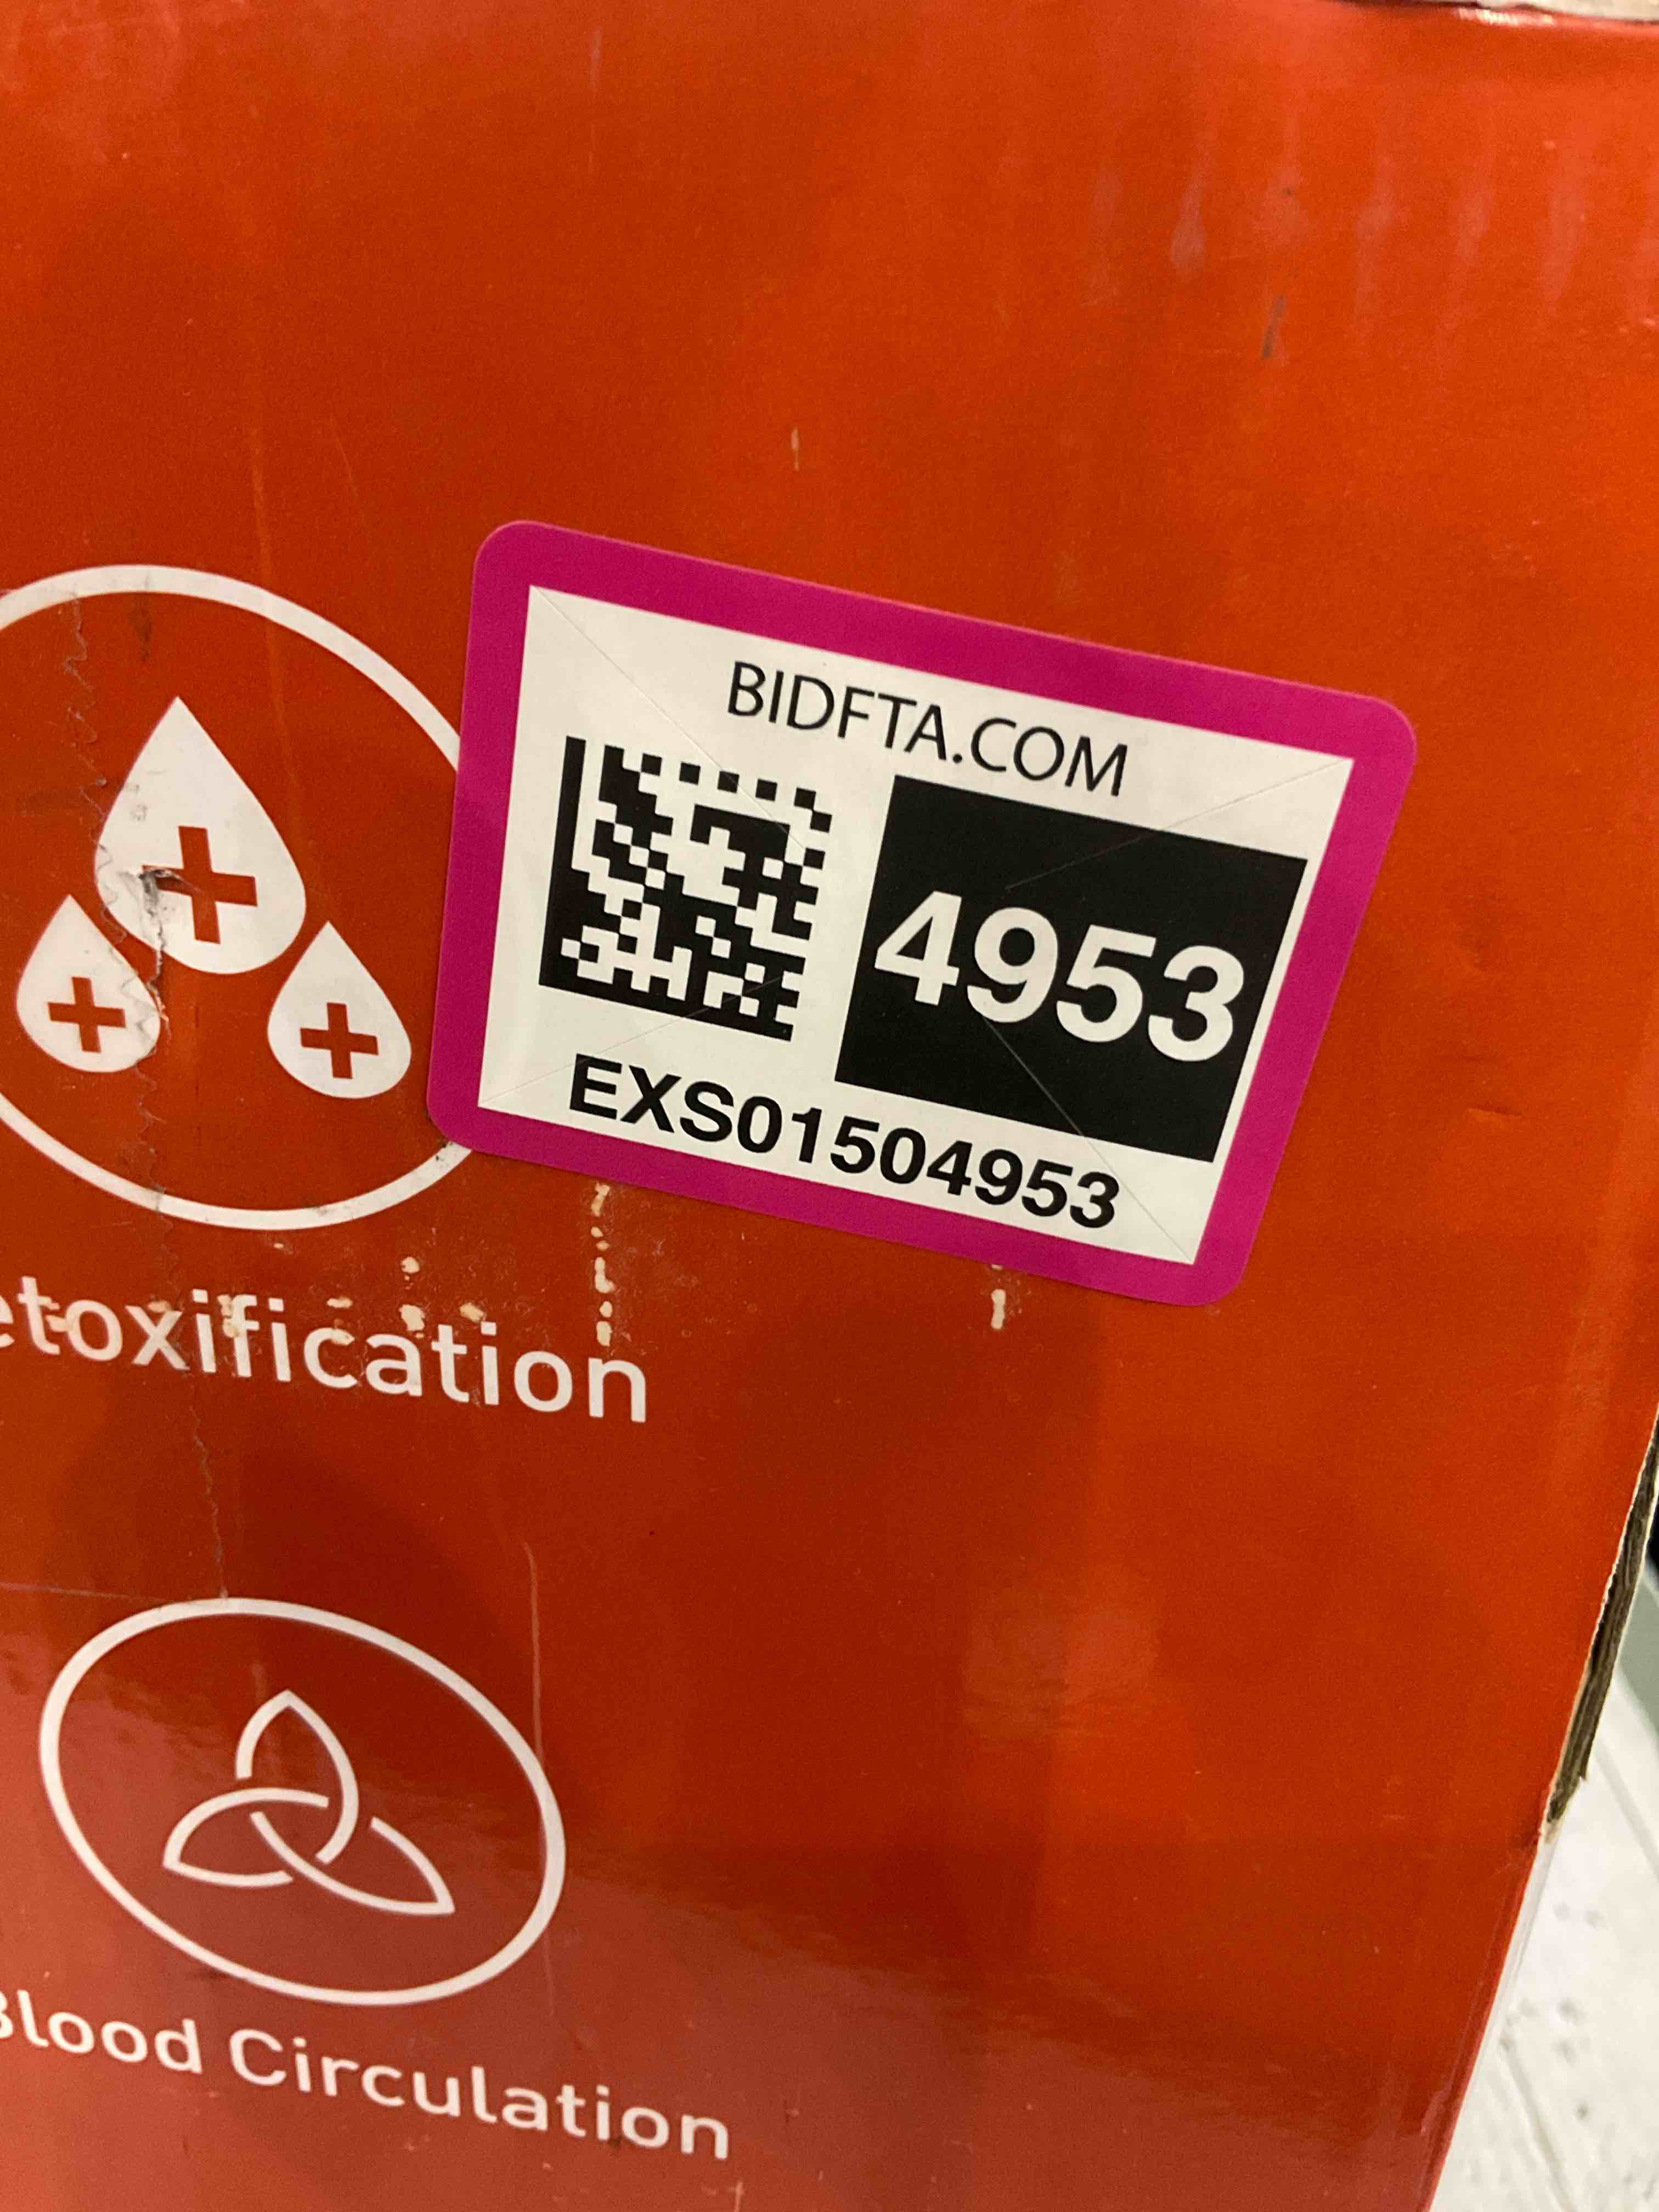 BIDFTA.COM
4953
EXS01504953
etoxification
Blood Circulation